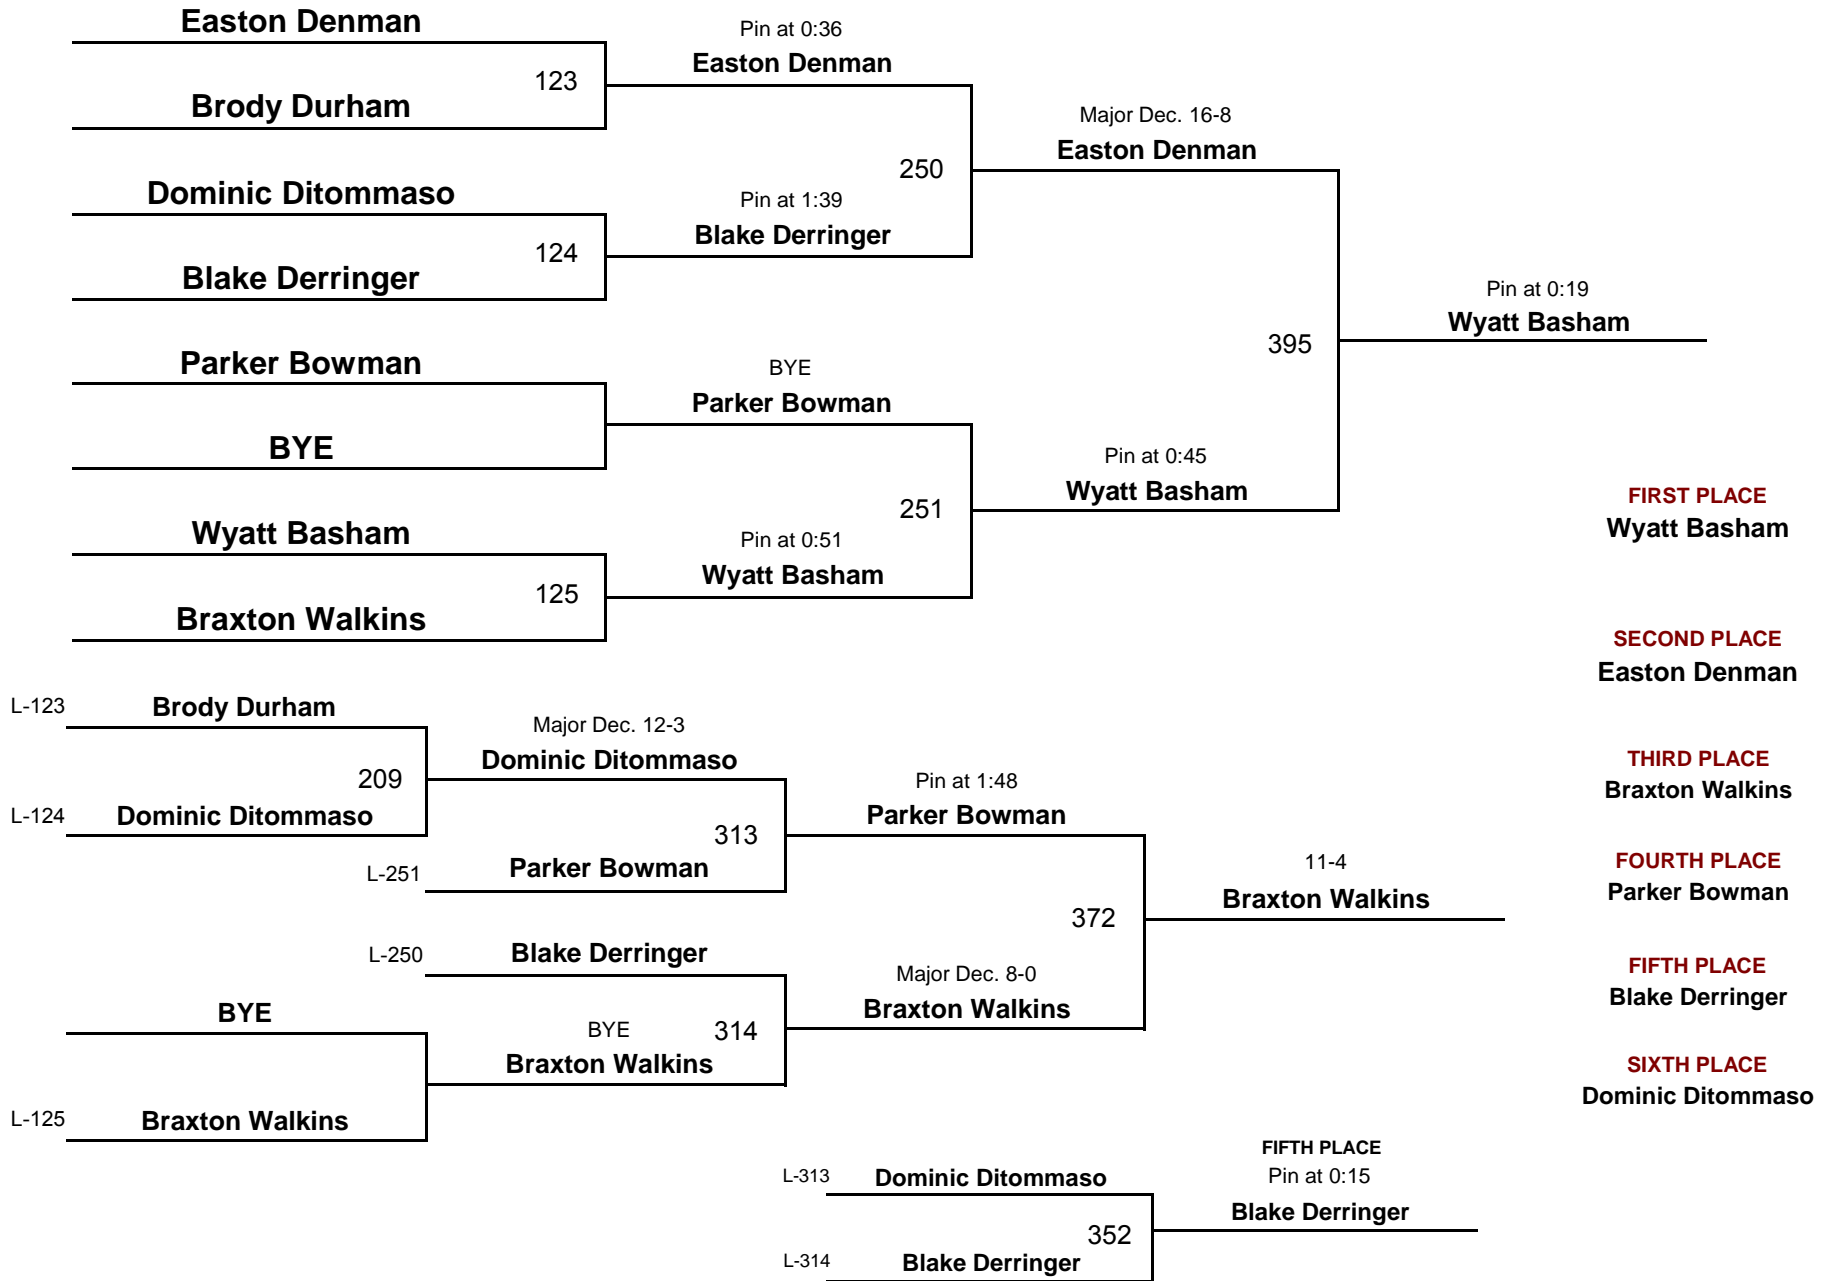 Easton Denman
Pin at 0:36
Easton Denman
123
Brody Durham
Major Dec. 16-8
Easton Denman
250
Dominic Ditommaso
Pin at 1:39
Blake Derringer
124
Blake Derringer
Pin at 0:19
Wyatt Basham
395
Parker Bowman
BYE
Parker Bowman
BYE
Pin at 0:45
Wyatt Basham
251
Wyatt Basham
Pin at 0:51
Wyatt Basham
125
Braxton Walkins
FIRST PLACE
Wyatt Basham
SECOND PLACE
Easton Denman
THIRD PLACE
Braxton Walkins
FOURTH PLACE
Parker Bowman
FIFTH PLACE
Blake Derringer
SIXTH PLACE
Dominic Ditommaso
L-123 Brody Durham
Major Dec. 12-3
Dominic Ditommaso
209
L-124 Dominic Ditommaso
Pin at 1:48
Parker Bowman
313
L-251 Parker Bowman
11-4
Braxton Walkins
372
L-250 Blake Derringer
Major Dec. 8-0
Braxton Walkins
BYE
BYE
314
Braxton Walkins
L-125 Braxton Walkins
FIFTH PLACE
L-313 Dominic Ditommaso
Pin at 0:15
Blake Derringer
352
L-314 Blake Derringer